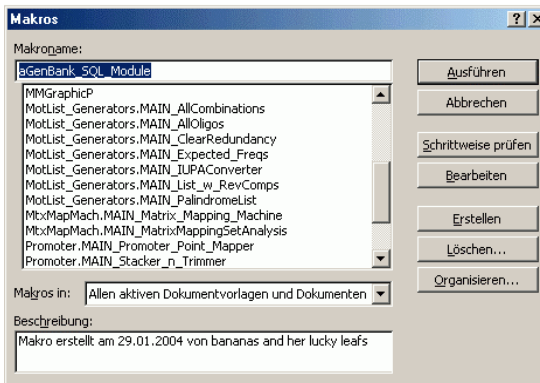 Makros
Makroname:
aGenBank_SQL_Module
MMGraphicP
MotList_Generators.MAIN_AllCombinations
MotList_Generators.MAIN_AllOligos
MotList_Generators.MAIN_ClearRedundancy
MotList_Generators.MAIN_Expected_Freqs
MotList_Generators.MAIN_IUPAConverter
MotList_Generators.MAIN_List_w_RevComps
MotList_Generators.MAIN_PalindromeList
MtxMapMach.MAIN_Matrix_Mapping_Machine
MtxMapMach.MAIN_MatrixMappingSetAnalysis
Promoter.MAIN_Promoter_Point_Mapper
Promoter.MAIN_Stacker_n_Trimmer
Makros in: Allen aktiven Dokumentvorlagen und Dokumenten
Beschreibung:
Makro erstellt am 29.01.2004 von bananas and her lucky leafs
Ausführen
Abbrechen
Schrittweise prüfen
Bearbeiten
Erstellen
Löschen...
Organisieren...